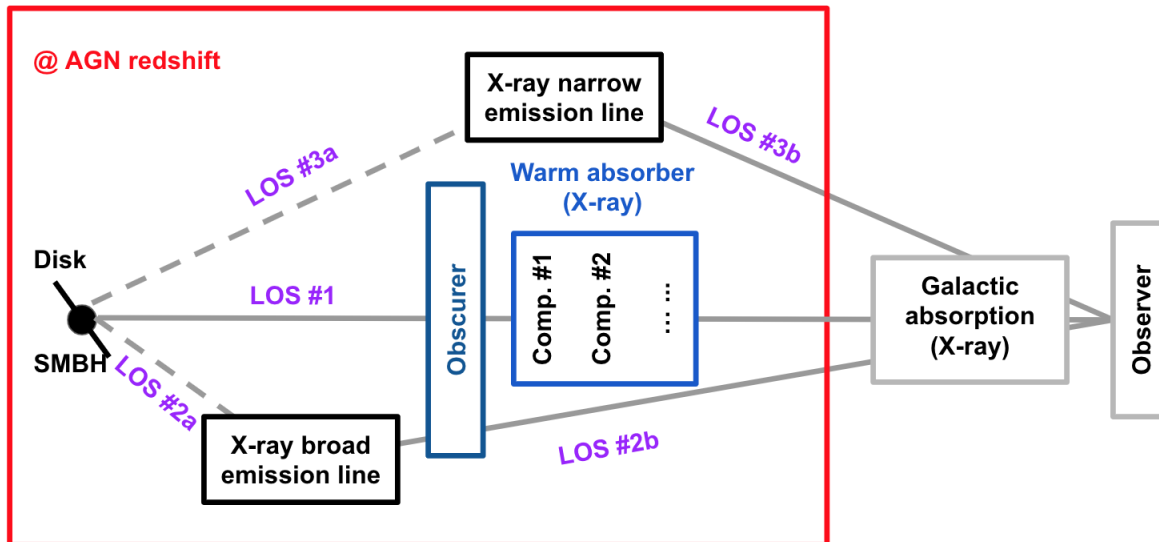 @ AGN redshift
X-ray narrow
emission line
LOS #3a
LOS #3b
Warm absorber
(X-ray)
Disk
SMBH
LOS #1
Obscurer
Comp. #1
Comp. #2
... ...
Galactic
absorption
(X-ray)
Observer
LOS #2a
X-ray broad
emission line
LOS #2b